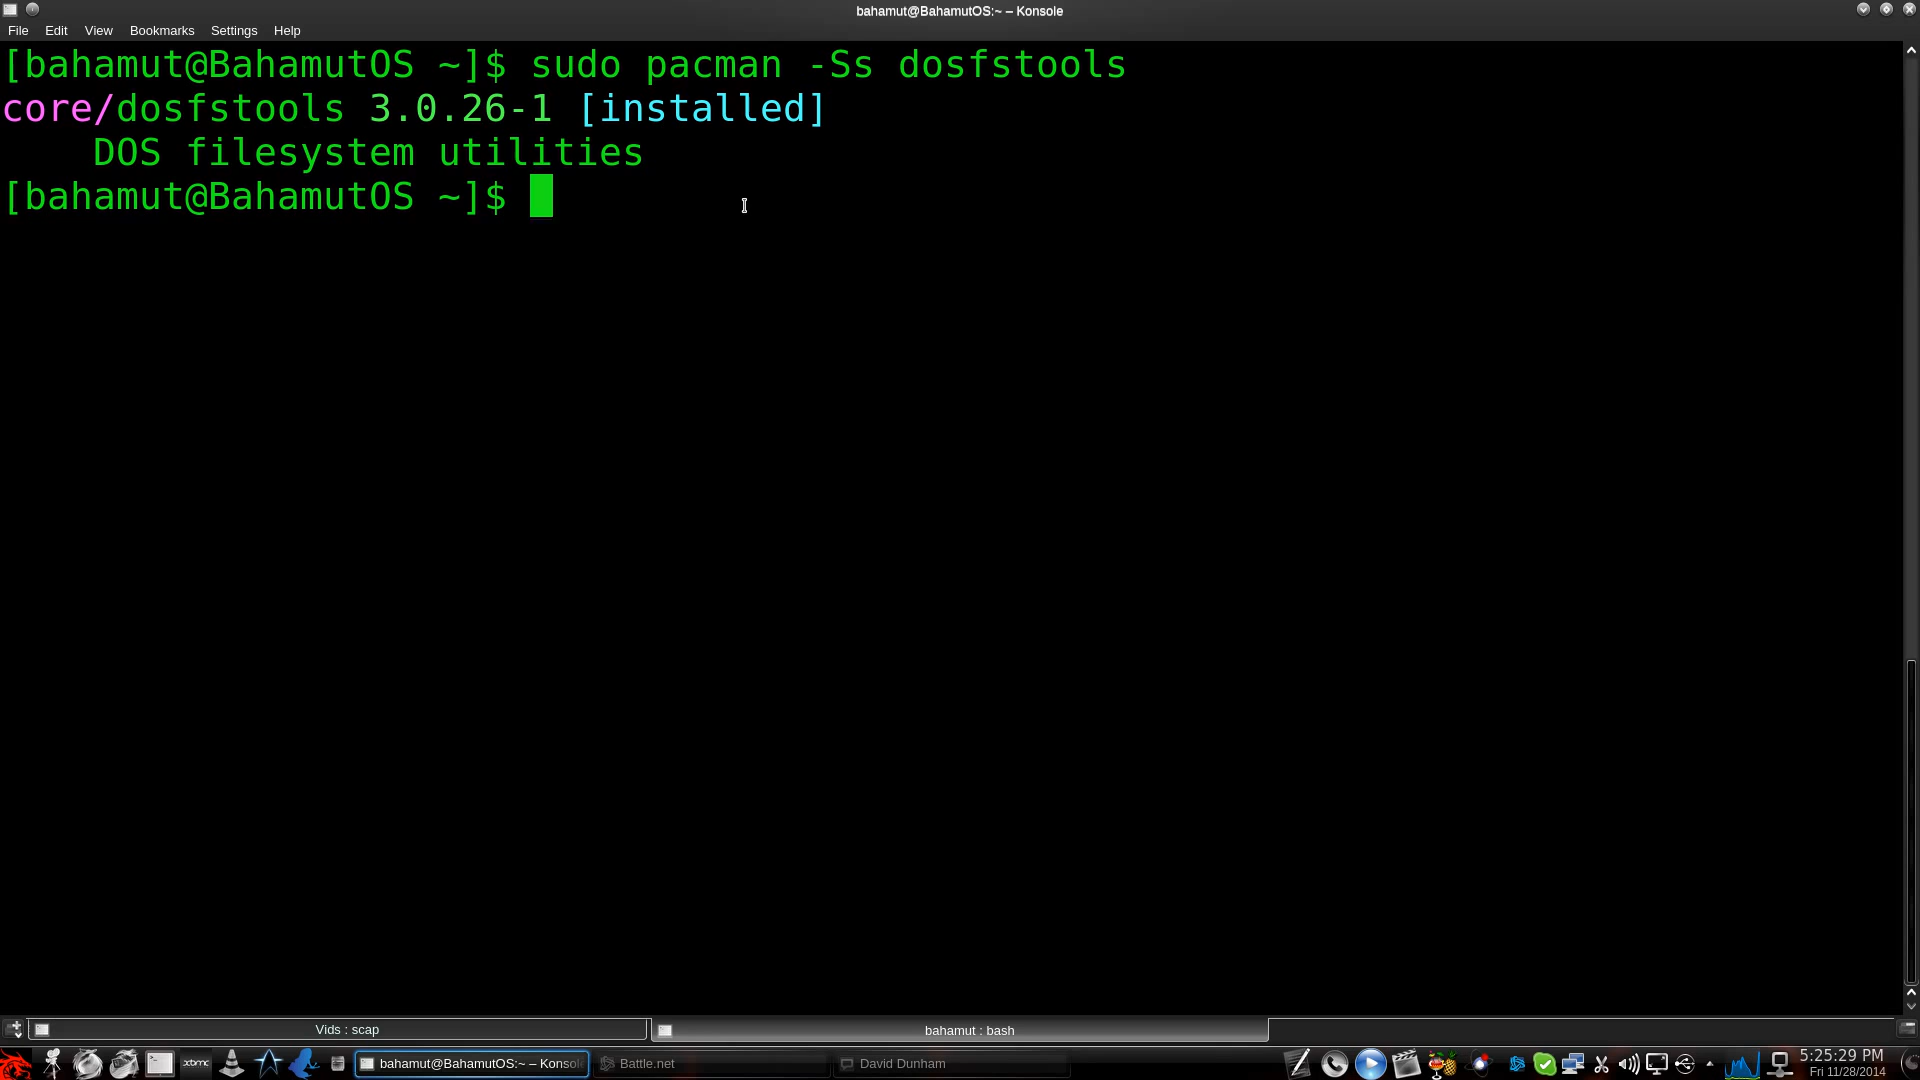 bahamut@BahamutOS:~ – Konsole
File Edit View Bookmarks Settings Help
[bahamut@BahamutOS ~]$ sudo pacman -Ss dosfstools
core/dosfstools 3.0.26-1 [installed]
DOS filesystem utilities
[bahamut@BahamutOS ~]$
Vids : scap
bahamut : bash
xbmc
bahamut@BahamutOS:~ – Konso
Battle.net
David Dunham
5:25:29 PM
Fri 11/28/2014